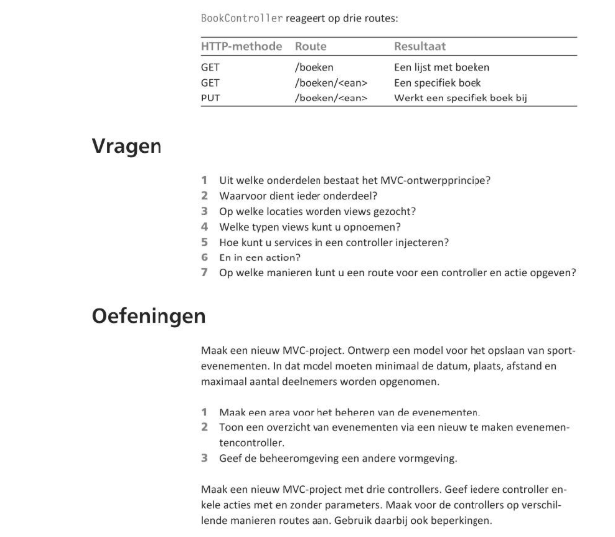 BookController reageert op drie routes:
HTTP-methode Route Resultaat
GET /boeken Een lijst met boeken
GET /boeken/<ean> Een specifiek boek
PUT /boeken/<ean> Werkt een specifiek boek bij
Vragen
1 Uit welke onderdelen bestaat het MVC-ontwerpprincipe?
2 Waarvoor dient ieder onderdeel?
3 Op welke locaties worden views gezocht?
4 Welke typen views kunt u opnoemen?
5 Hoe kunt u services in een controller injecteren?
6 En in een action?
7 Op welke manieren kunt u een route voor een controller en actie opgeven?
Oefeningen
Maak een nieuw MVC-project. Ontwerp een model voor het opslaan van sport-
evenementen. In dat model moeten minimaal de datum, plaats, afstand en
maximaal aantal deelnemers worden opgenomen.
1 Maak een area voor het beheren van de evenementen.
2 Toon een overzicht van evenementen via een nieuw te maken evenemen-
tencontroller.
3 Geef de beheeromgeving een andere vormgeving.
Maak een nieuw MVC-project met drie controllers. Geef iedere controller en-
kele acties met en zonder parameters. Maak voor de controllers op verschil-
lende manieren routes aan. Gebruik daarbij ook beperkingen.